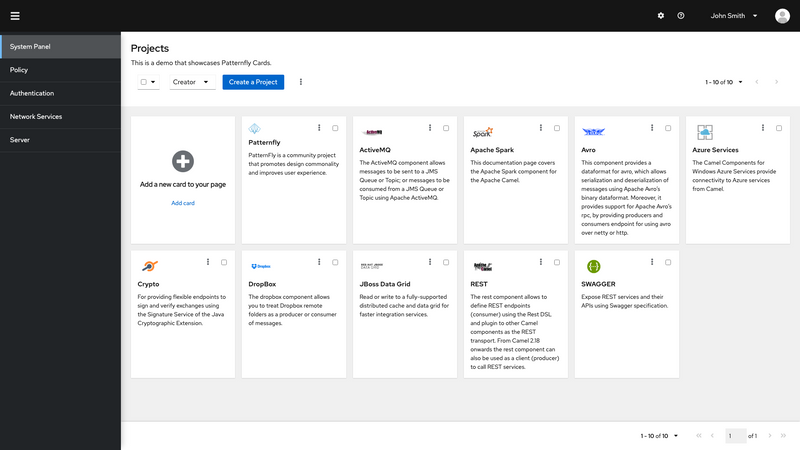 John Smith
System Panel
Policy
Authentication
Network Services
Server
Projects
This is a demo that showcases Patternfly Cards.
Creator
Create a Project
1 - 10 of 10
Add a new card to your page
Add card
Patternfly
PatternFly is a community project
that promotes design commonality
and improves user experience.
ActiveMQ
ActiveMQ
The ActiveMQ component allows
messages to be sent to a JMS
Queue or Topic; or messages to be
consumed from a JMS Queue or
Topic using Apache ActiveMQ.
Spark
Apache Spark
This documentation page covers
the Apache Spark component for
the Apache Camel.
Avro
This component provides a
dataformat for avro, which allows
serialization and deserialization of
messages using Apache Avro's
binary dataformat. Moreover, it
provides support for Apache Avro's
rpc, by providing producers and
consumers endpoint for using avro
over netty or http.
Azure Services
The Camel Components for
Windows Azure Services provide
connectivity to Azure services
from Camel.
Crypto
For providing flexible endpoints to
sign and verify exchanges using
the Signature Service of the Java
Cryptographic Extension.
Dropbox
DropBox
The dropbox component allows
you to treat Dropbox remote
folders as a producer or consumer
of messages.
RED HAT JBOSS
DATA GRID
JBoss Data Grid
Read or write to a fully-supported
distributed cache and data grid for
faster integration services.
Apache
Camel
REST
The rest component allows to
define REST endpoints
(consumer) using the Rest DSL
and plugin to other Camel
components as the REST
transport. From Camel 2.18
onwards the rest component can
also be used as a client (producer)
to call REST services.
SWAGGER
Expose REST services and their
APIs using Swagger specification.
1 - 10 of 10
1 of 1